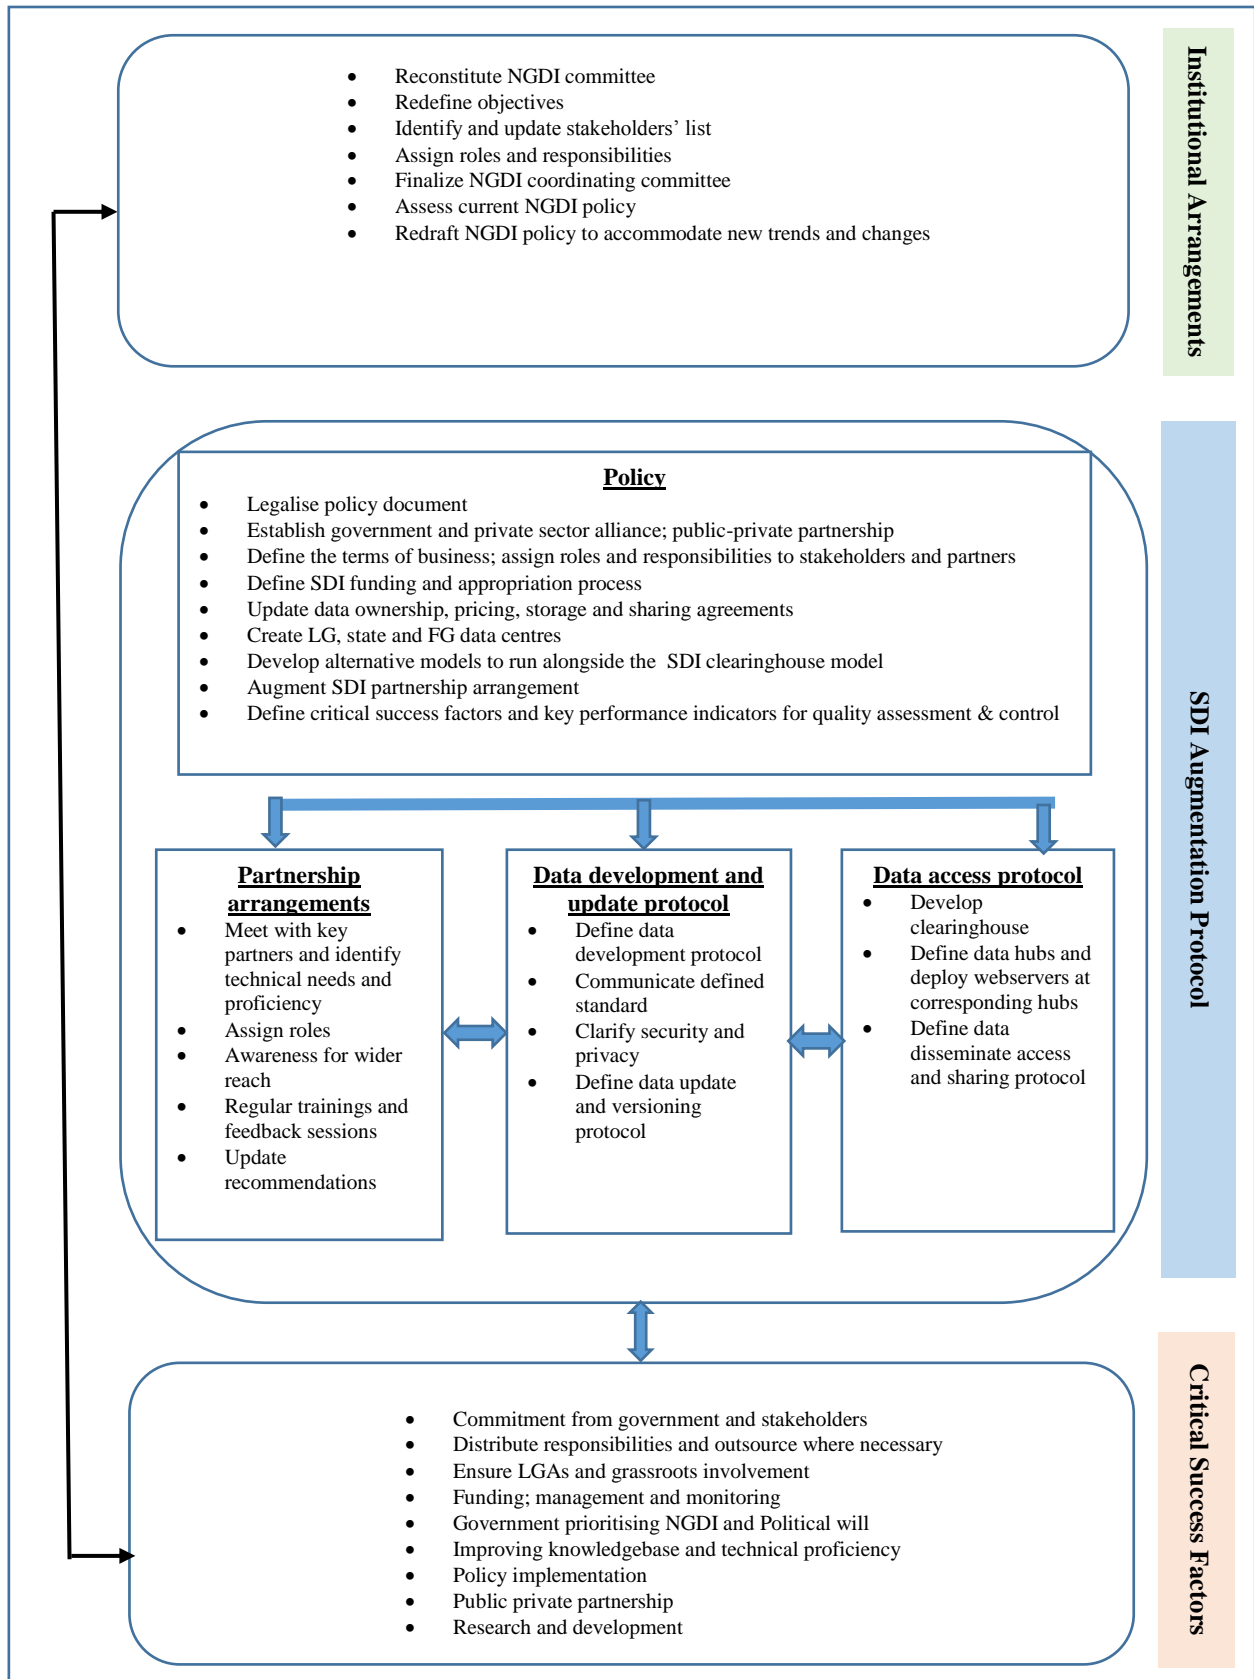 Institutional Arrangements
• Reconstitute NGDI committee
• Redefine objectives
• Identify and update stakeholders’ list
• Assign roles and responsibilities
• Finalize NGDI coordinating committee
• Assess current NGDI policy
• Redraft NGDI policy to accommodate new trends and changes
SDI Augmentation Protocol
Policy
• Legalise policy document
• Establish government and private sector alliance; public-private partnership
• Define the terms of business; assign roles and responsibilities to stakeholders and partners
• Define SDI funding and appropriation process
• Update data ownership, pricing, storage and sharing agreements
• Create LG, state and FG data centres
• Develop alternative models to run alongside the SDI clearinghouse model
• Augment SDI partnership arrangement
• Define critical success factors and key performance indicators for quality assessment & control
Partnership
arrangements
• Meet with key
partners and identify
technical needs and
proficiency
• Assign roles
• Awareness for wider
reach
• Regular trainings and
feedback sessions
• Update
recommendations
Data development and
update protocol
• Define data
development protocol
• Communicate defined
standard
• Clarify security and
privacy
• Define data update
and versioning
protocol
Data access protocol
• Develop
clearinghouse
• Define data hubs and
deploy webservers at
corresponding hubs
• Define data
disseminate access
and sharing protocol
Critical Success Factors
• Commitment from government and stakeholders
• Distribute responsibilities and outsource where necessary
• Ensure LGAs and grassroots involvement
• Funding; management and monitoring
• Government prioritising NGDI and Political will
• Improving knowledgebase and technical proficiency
• Policy implementation
• Public private partnership
• Research and development